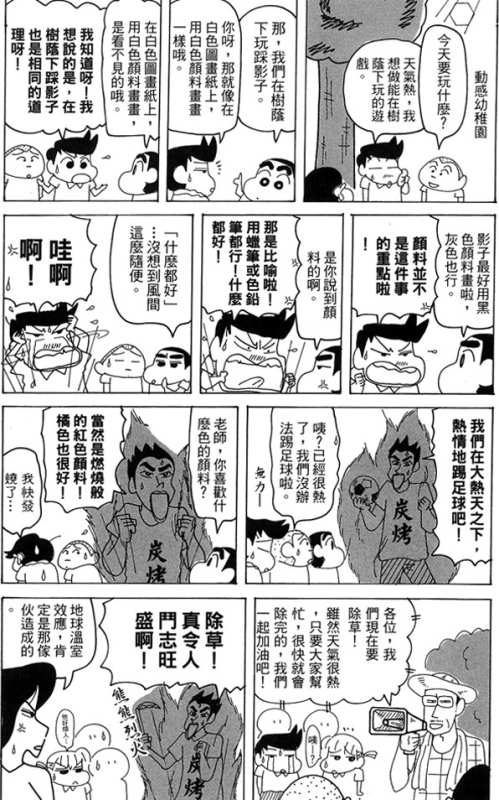 動感幼稚園
今天要玩什麼？
天氣熱，我
想做能在樹
蔭下玩的遊
戲。
那，我們在樹蔭
下玩踩影子。
你呀，那就像在
白色圖畫紙上，
用白色顏料畫畫
一樣哦。
在白色圖畫紙上，
用白色顏料畫畫，
是看不見的哦。
我知道呀！我
想說的是，在
樹蔭下踩影子
也是相同的道
理呀！
影子最好用黑
色顏料畫啦，
灰色也行。
顏料並不
是這件事
的重點啦
！
是你說到顏
料的啊。
那是比喻啦！
用蠟筆或色鉛
筆都行！什麼
都好！
「什麼都好」
…沒想到風間
這麼隨便。
哇啊
啊！
我們在大熱天之下，
熱情地踢足球吧！
炭烤
咦？已經很熱
了，我們沒辦
法踢足球啦。
無力─
老師，你喜歡什
麼色的顏料？
當然是燃燒般
的紅色顏料！
橘色也很好！
炭烤
我快發
燒了…
各位，我
們現在要
除草！
雖然天氣很熱
，只要大家幫
忙，很快就會
除完的，我們
一起加油吧！
咦─
除草！
真令人
鬥志旺
盛啊！
熊熊烈火
炭烤
地球溫室
效應，肯
定是那傢
伙造成的
。